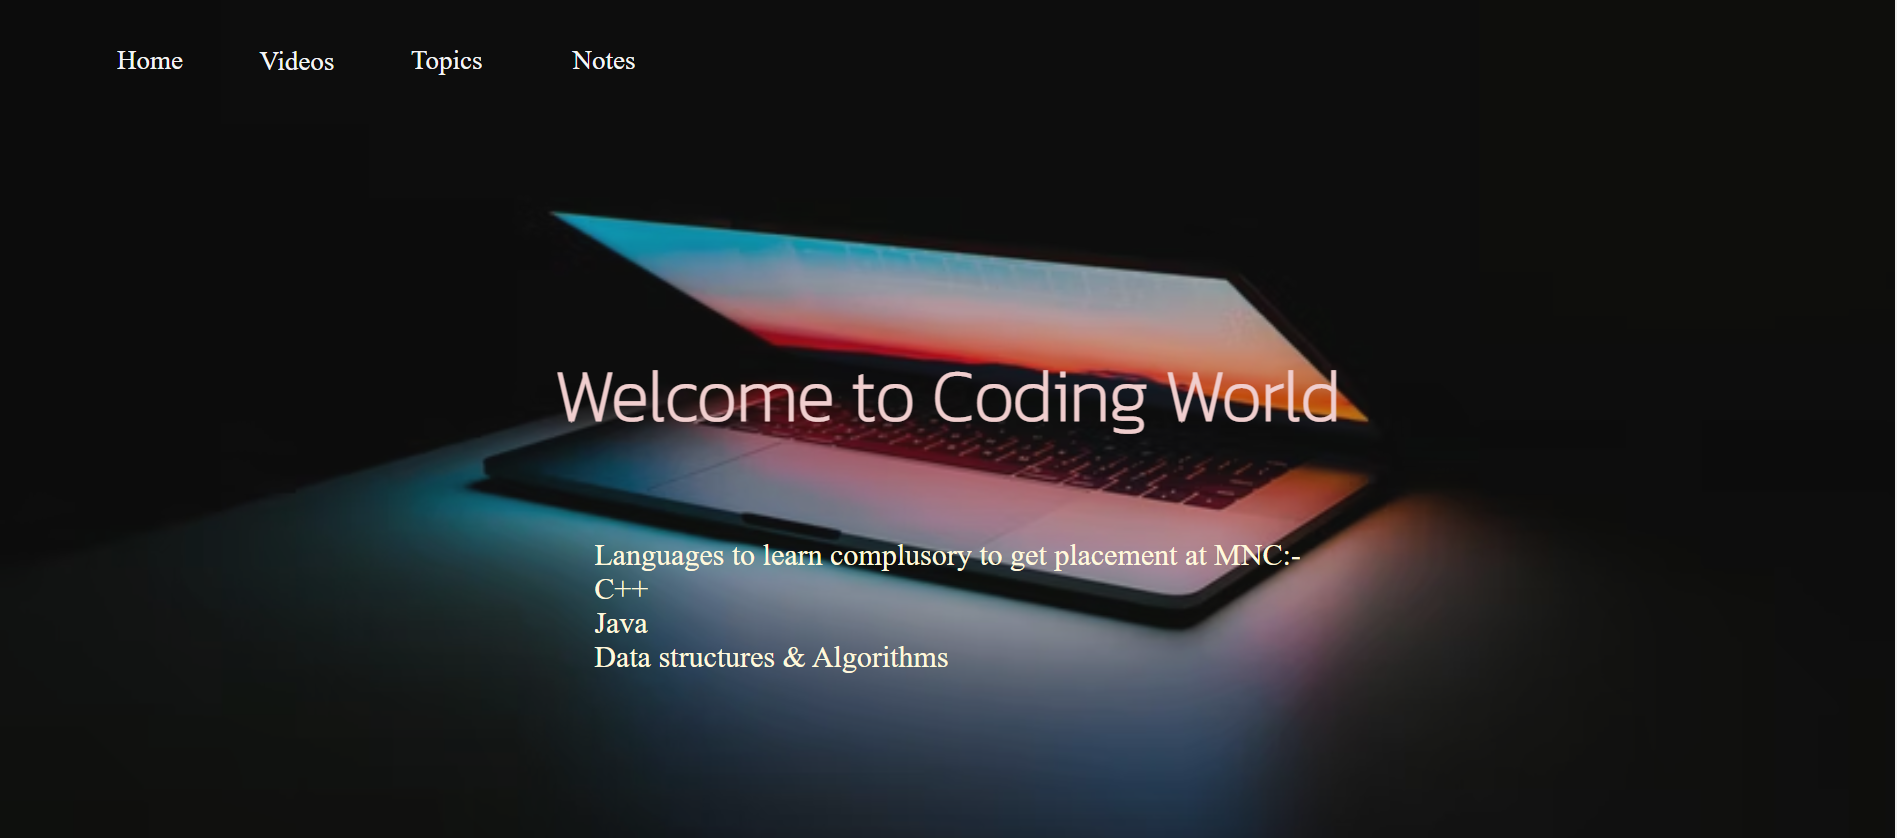 Home Videos Topics Notes
Welcome to Coding World
Languages to learn complusory to get placement at MNC:-
C++
Java
Data structures & Algorithms